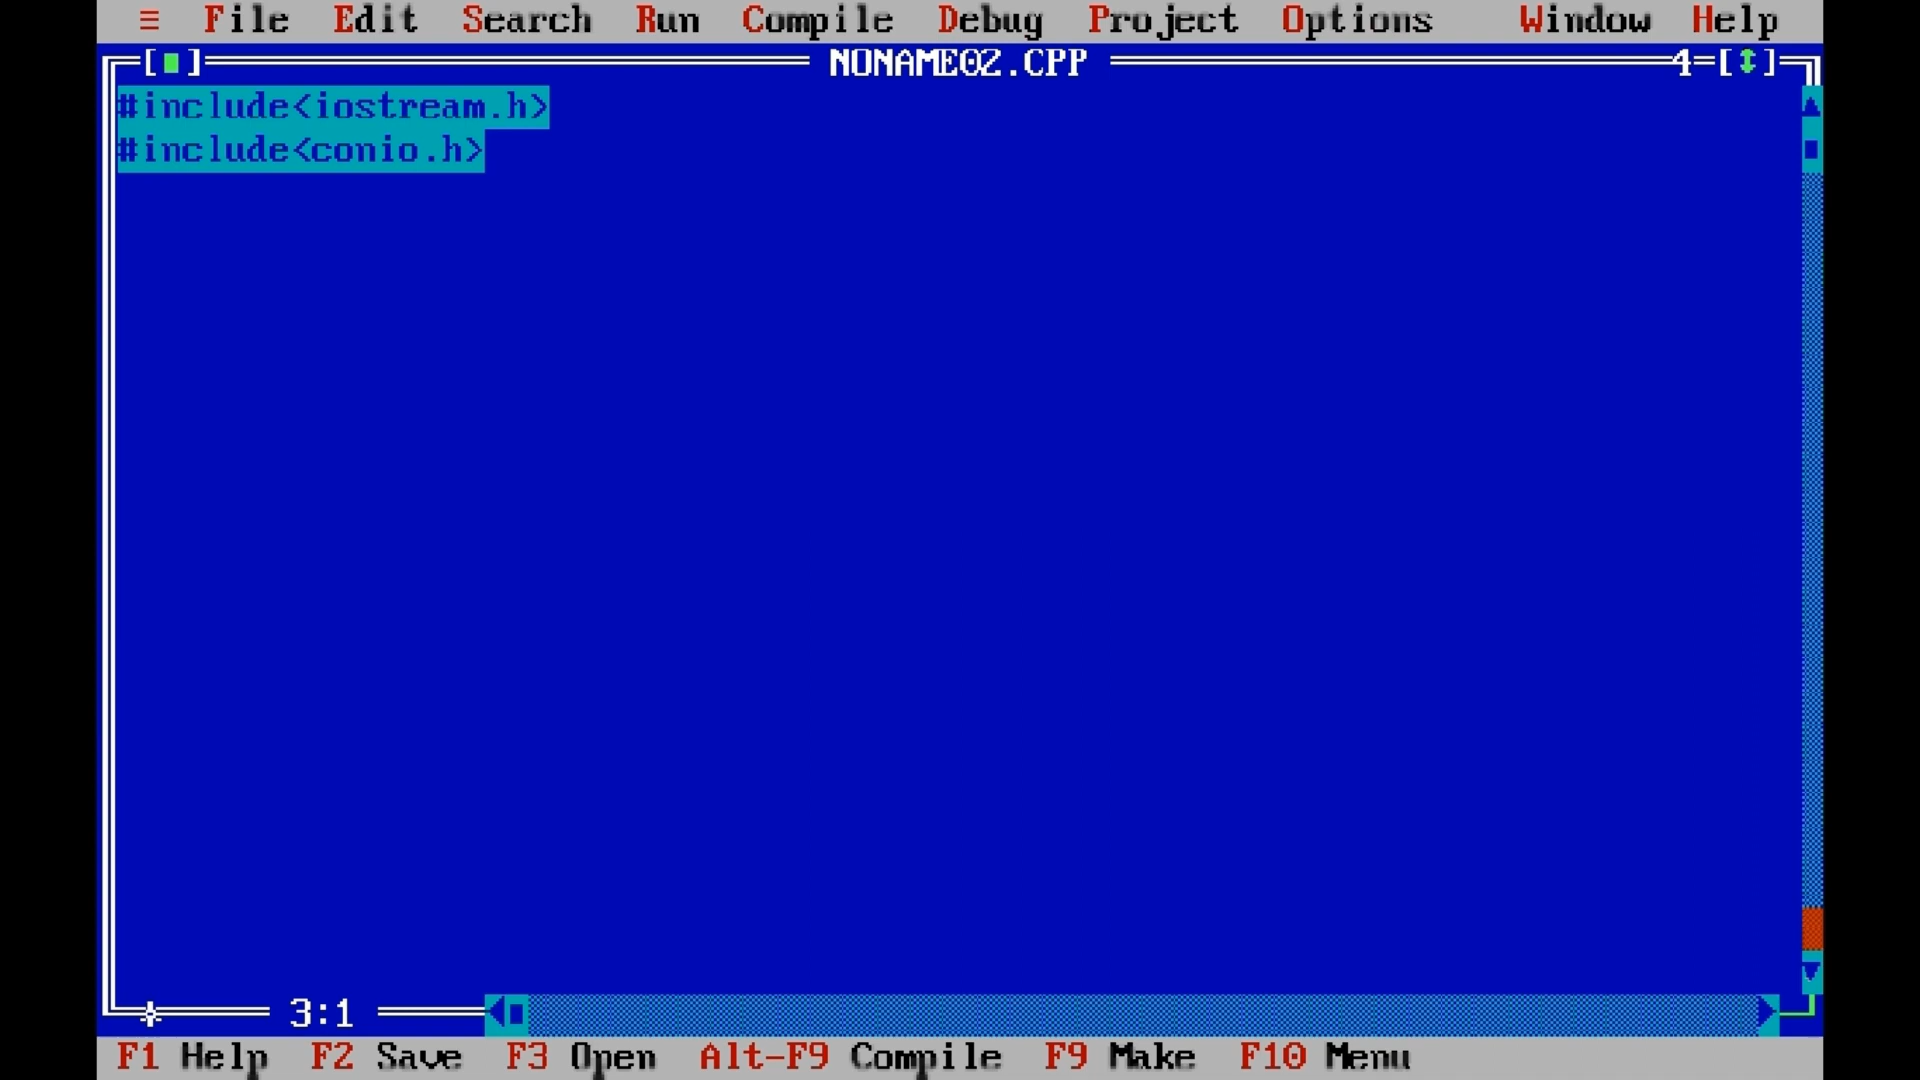 ≡ File Edit Search Run Compile Debug Project Options Window Help
[■] NONAME02.CPP 4=[↕]
#include<iostream.h>
#include<conio.h>
3:1
F1 Help F2 Save F3 Open Alt-F9 Compile F9 Make F10 Menu